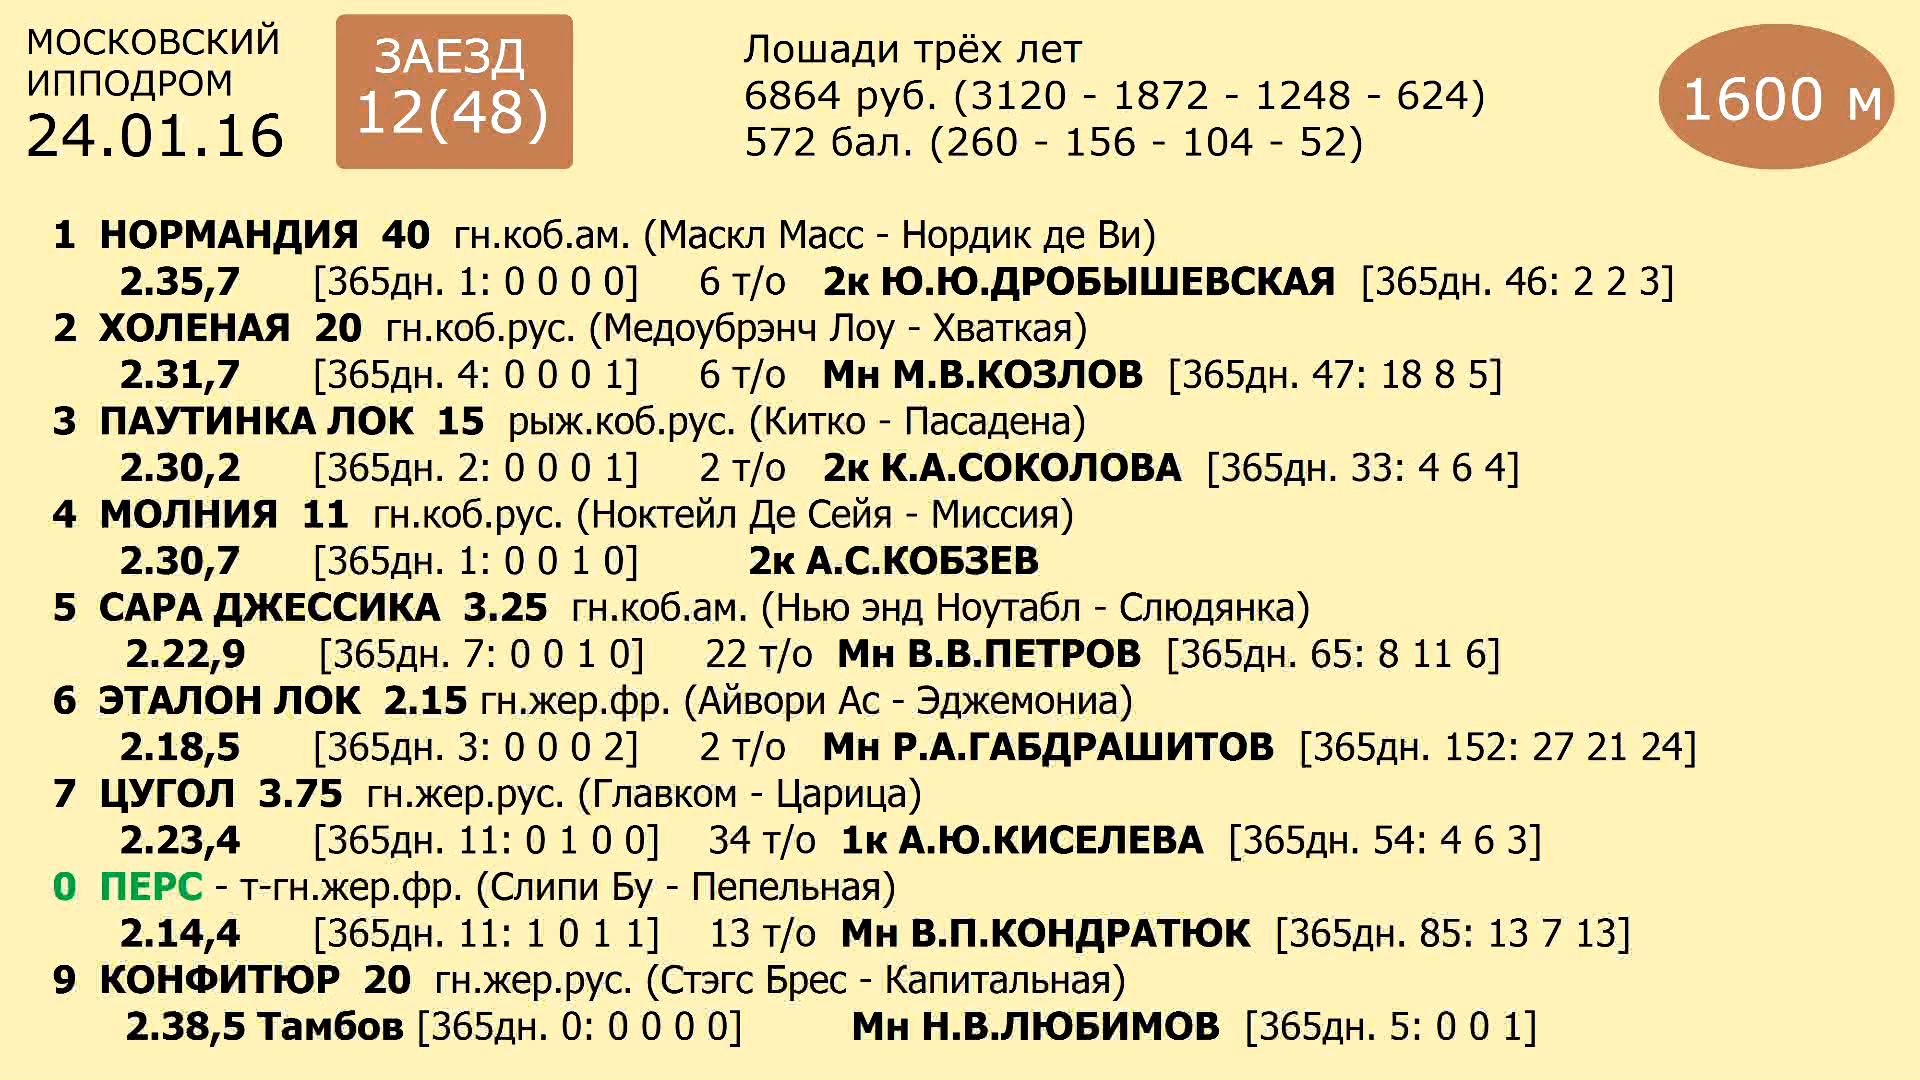 МОСКОВСКИЙ
ИППОДРОМ
24.01.16
ЗАЕЗД
12(48)
Лошади трёх лет
6864 руб. (3120 - 1872 - 1248 - 624)
572 бал. (260 - 156 - 104 - 52)
1600 м
1 НОРМАНДИЯ 40 гн.коб.ам. (Маскл Масс - Нордик де Ви)
2.35,7 [365дн. 1: 0 0 0 0] 6 т/о 2к Ю.Ю.ДРОБЫШЕВСКАЯ [365дн. 46: 2 2 3]
2 ХОЛЕНАЯ 20 гн.коб.рус. (Медоубрэнч Лоу - Хваткая)
2.31,7 [365дн. 4: 0 0 0 1] 6 т/о Мн М.В.КОЗЛОВ [365дн. 47: 18 8 5]
3 ПАУТИНКА ЛОК 15 рыж.коб.рус. (Китко - Пасадена)
2.30,2 [365дн. 2: 0 0 0 1] 2 т/о 2к К.А.СОКОЛОВА [365дн. 33: 4 6 4]
4 МОЛНИЯ 11 гн.коб.рус. (Ноктейл Де Сейя - Миссия)
2.30,7 [365дн. 1: 0 0 1 0] 2к А.С.КОБЗЕВ
5 САРА ДЖЕССИКА 3.25 гн.коб.ам. (Нью энд Ноутабл - Слюдянка)
2.22,9 [365дн. 7: 0 0 1 0] 22 т/о Мн В.В.ПЕТРОВ [365дн. 65: 8 11 6]
6 ЭТАЛОН ЛОК 2.15 гн.жер.фр. (Айвори Ас - Эджемониа)
2.18,5 [365дн. 3: 0 0 0 2] 2 т/о Мн Р.А.ГАБДРАШИТОВ [365дн. 152: 27 21 24]
7 ЦУГОЛ 3.75 гн.жер.рус. (Главком - Царица)
2.23,4 [365дн. 11: 0 1 0 0] 34 т/о 1к А.Ю.КИСЕЛЕВА [365дн. 54: 4 6 3]
0 ПЕРС - т-гн.жер.фр. (Слипи Бу - Пепельная)
2.14,4 [365дн. 11: 1 0 1 1] 13 т/о Мн В.П.КОНДРАТЮК [365дн. 85: 13 7 13]
9 КОНФИТЮР 20 гн.жер.рус. (Стэгс Брес - Капитальная)
2.38,5 Тамбов [365дн. 0: 0 0 0 0] Мн Н.В.ЛЮБИМОВ [365дн. 5: 0 0 1]